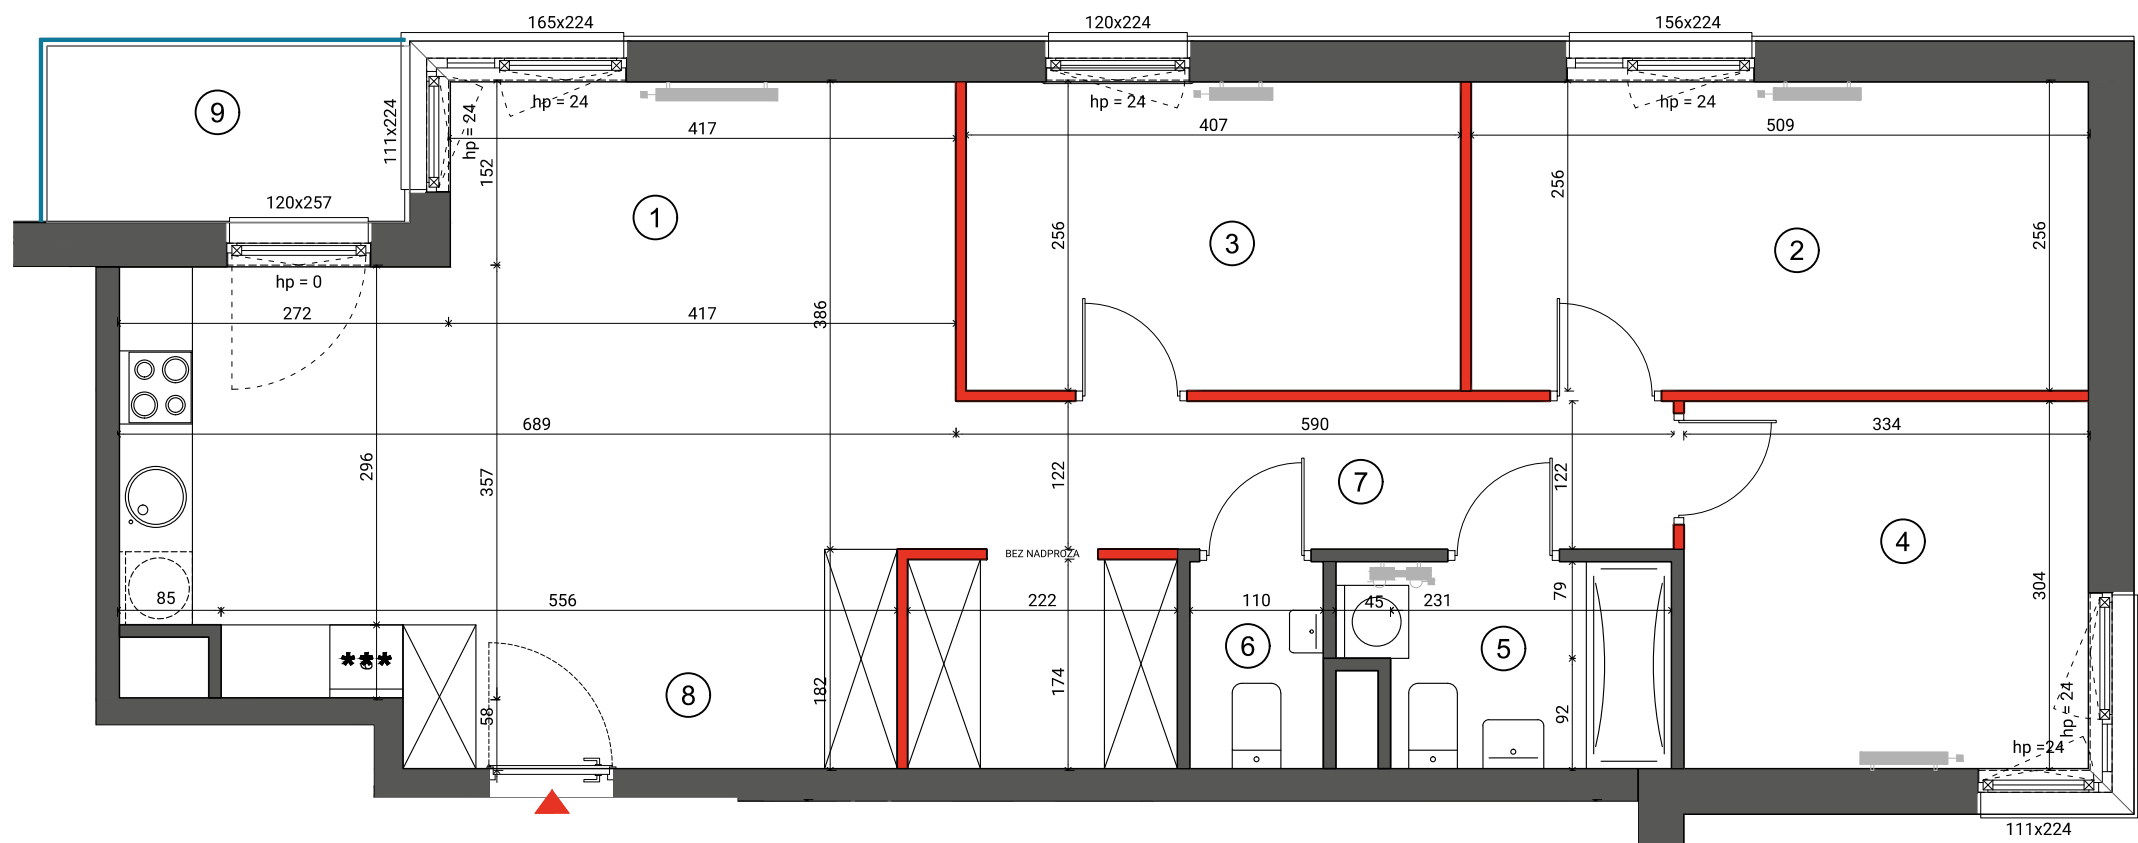 165x224
120x224
156x224
9
111x224
hp = 24
hp = 24
hp = 24
hp = 24
417
407
509
152
120x257
1
256
3
256
2
256
hp = 0
272
417
386
689
590
334
296
357
122
7
122
4
BEZ NADPROŻA
85
556
222
110
45
231
79
304
6
5
***
58
8
182
174
92
hp = 24
hp =24
111x224